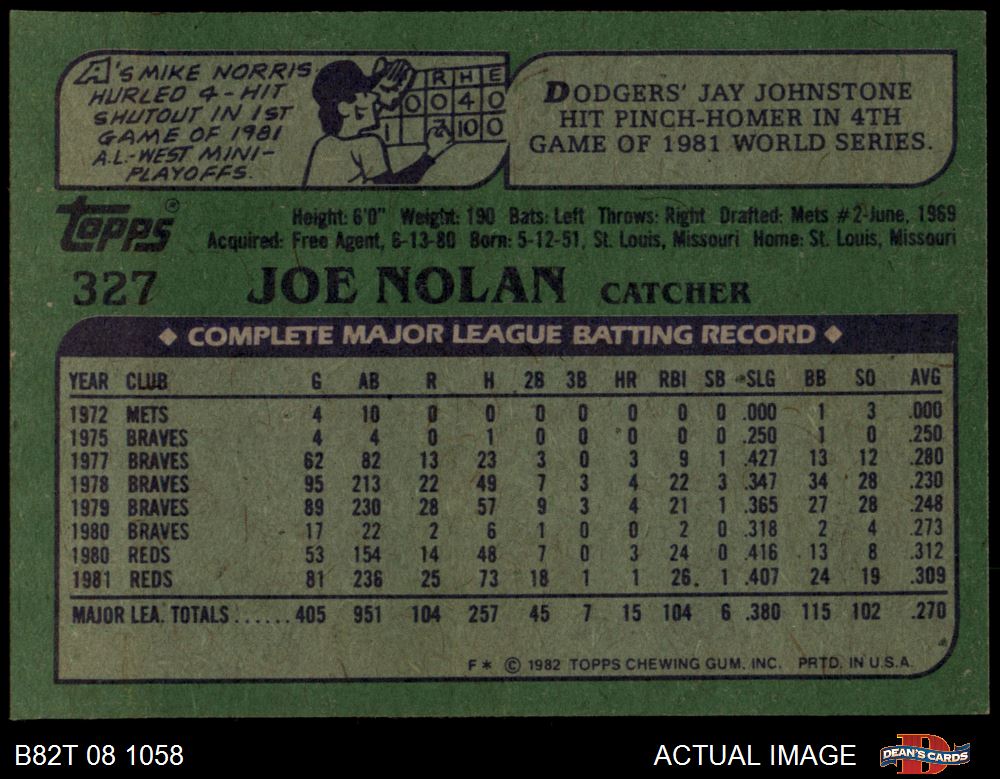 A'S MIKE NORRIS
HURLED 4-HIT
SHUTOUT IN 1ST
GAME OF 1981
A.L.-WEST MINI-
PLAYOFFS.
R H E
0 0 4 0
1 10 0
DODGERS' JAY JOHNSTONE
HIT PINCH-HOMER IN 4TH
GAME OF 1981 WORLD SERIES.
topps®
Height: 6'0" Weight: 190 Bats: Left Throws: Right Drafted: Mets #2-June, 1969
Acquired: Free Agent, 6-13-80 Born: 5-12-51, St. Louis, Missouri Home: St. Louis, Missouri
327 JOE NOLAN CATCHER
◆ COMPLETE MAJOR LEAGUE BATTING RECORD ◆
YEAR CLUB G AB R H 2B 3B HR RBI SB SLG BB SO AVG
1972 METS 4 10 0 0 0 0 0 0 0 .000 1 3 .000
1975 BRAVES 4 4 0 1 0 0 0 0 0 .250 1 0 .250
1977 BRAVES 62 82 13 23 3 0 3 9 1 .427 13 12 .280
1978 BRAVES 95 213 22 49 7 3 4 22 3 .347 34 28 .230
1979 BRAVES 89 230 28 57 9 3 4 21 1 .365 27 28 .248
1980 BRAVES 17 22 2 6 1 0 0 2 0 .318 2 4 .273
1980 REDS 53 154 14 48 7 0 3 24 0 .416 13 8 .312
1981 REDS 81 236 25 73 18 1 1 26 1 .407 24 19 .309
MAJOR LEA. TOTALS......405 951 104 257 45 7 15 104 6 .380 115 102 .270
F* © 1982 TOPPS CHEWING GUM, INC. PRTD. IN U.S.A.
B82T 08 1058
ACTUAL IMAGE
D
DEAN'S CARDS